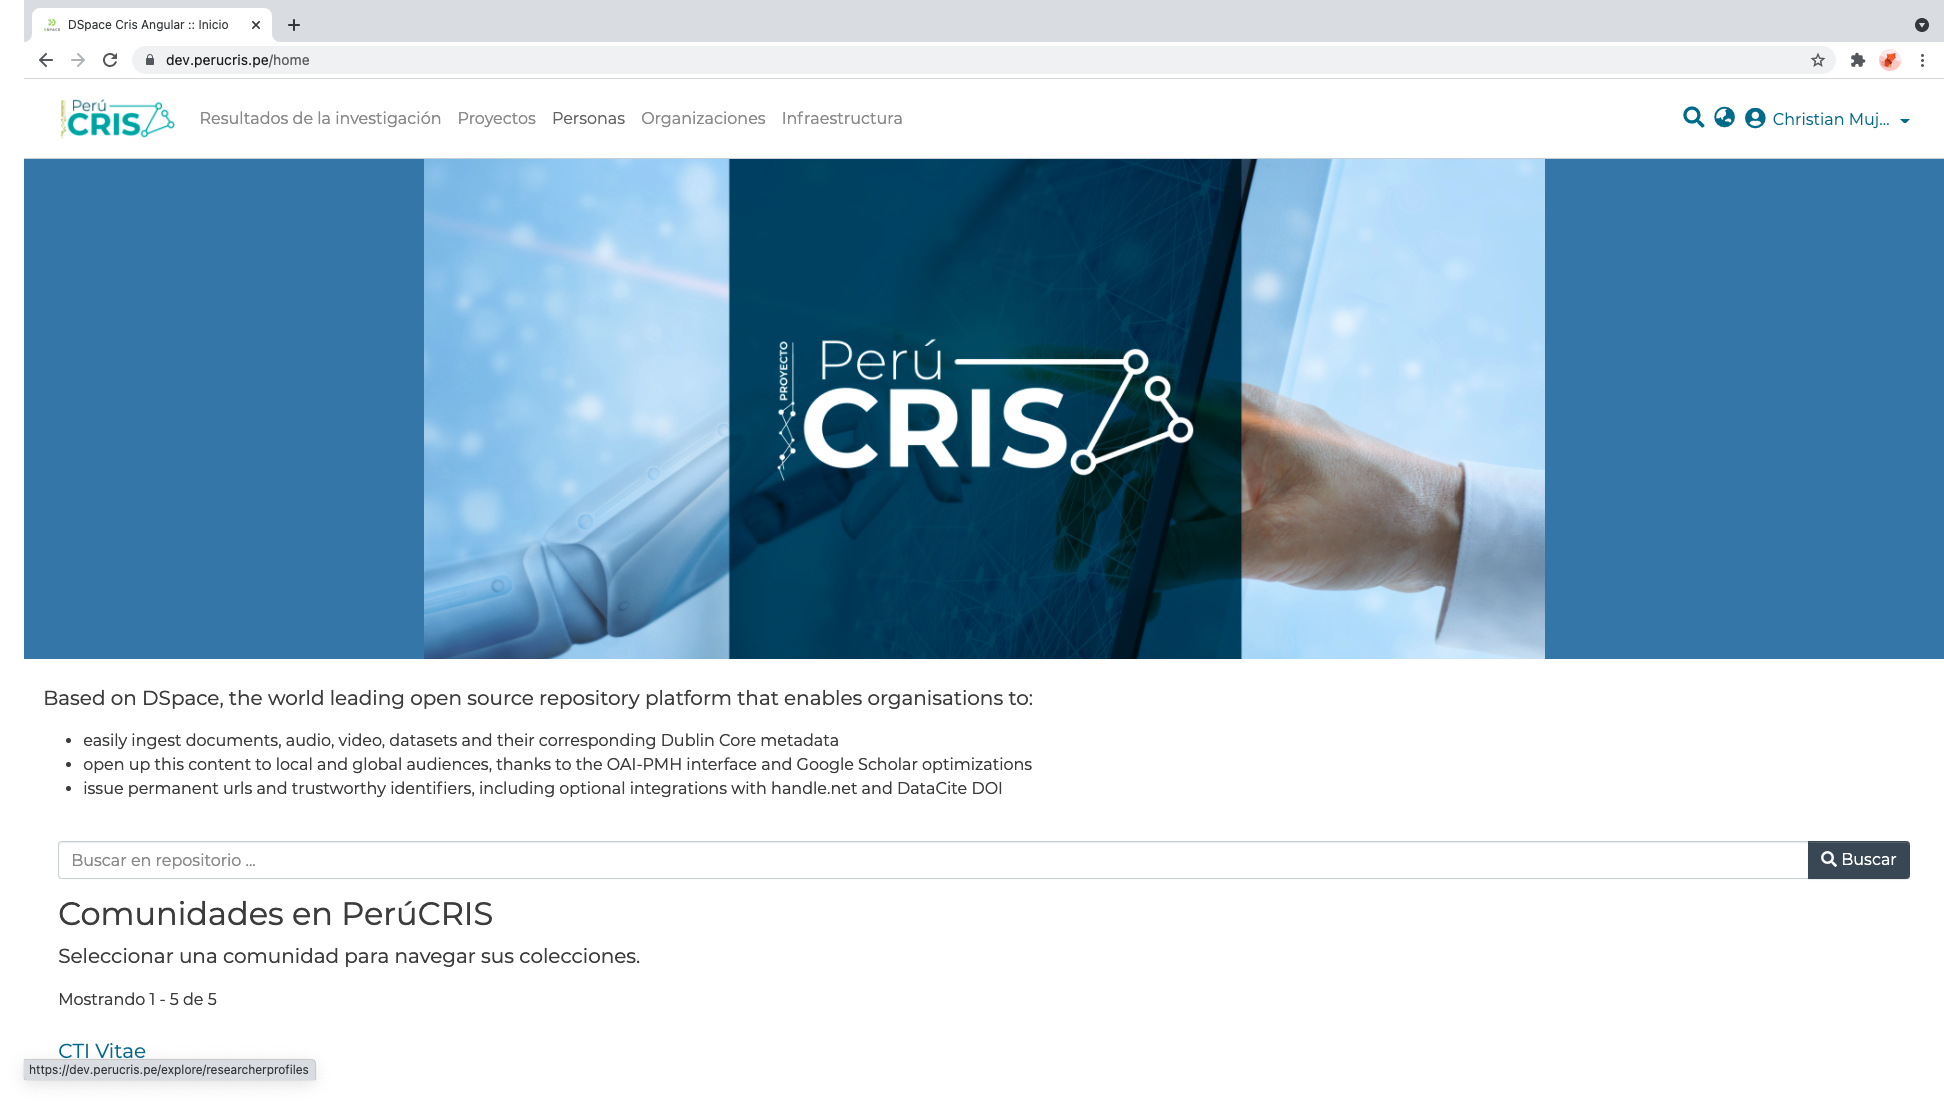 DSpace Cris Angular :: Inicio
dev.perucris.pe/home
Perú
CRIS
Resultados de la investigación Proyectos Personas Organizaciones Infraestructura
Christian Muj...
PROYECTO
Perú
CRIS
Based on DSpace, the world leading open source repository platform that enables organisations to:
• easily ingest documents, audio, video, datasets and their corresponding Dublin Core metadata
• open up this content to local and global audiences, thanks to the OAI-PMH interface and Google Scholar optimizations
• issue permanent urls and trustworthy identifiers, including optional integrations with handle.net and DataCite DOI
Buscar en repositorio ...
Buscar
Comunidades en PerúCRIS
Seleccionar una comunidad para navegar sus colecciones.
Mostrando 1 - 5 de 5
CTI Vitae
https://dev.perucris.pe/explore/researcherprofiles